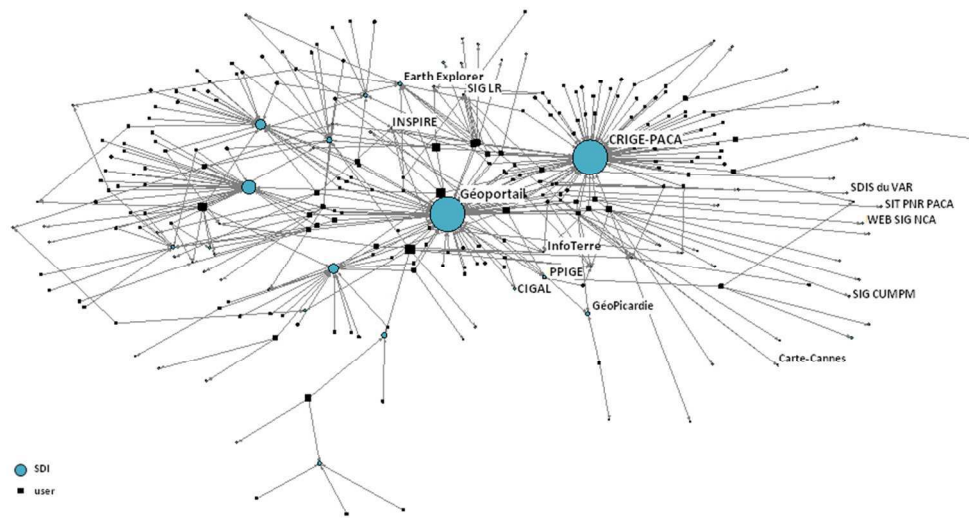 Earth Explorer
SIG LR
INSPIRE
CRIGE-PACA
Géoportail
SDIS du VAR
SIT PNR PACA
WEB SIG NCA
InfoTerre
PPIGE
CIGAL
SIG CUMPM
GéoPicardie
Carte-Cannes
SDI
user